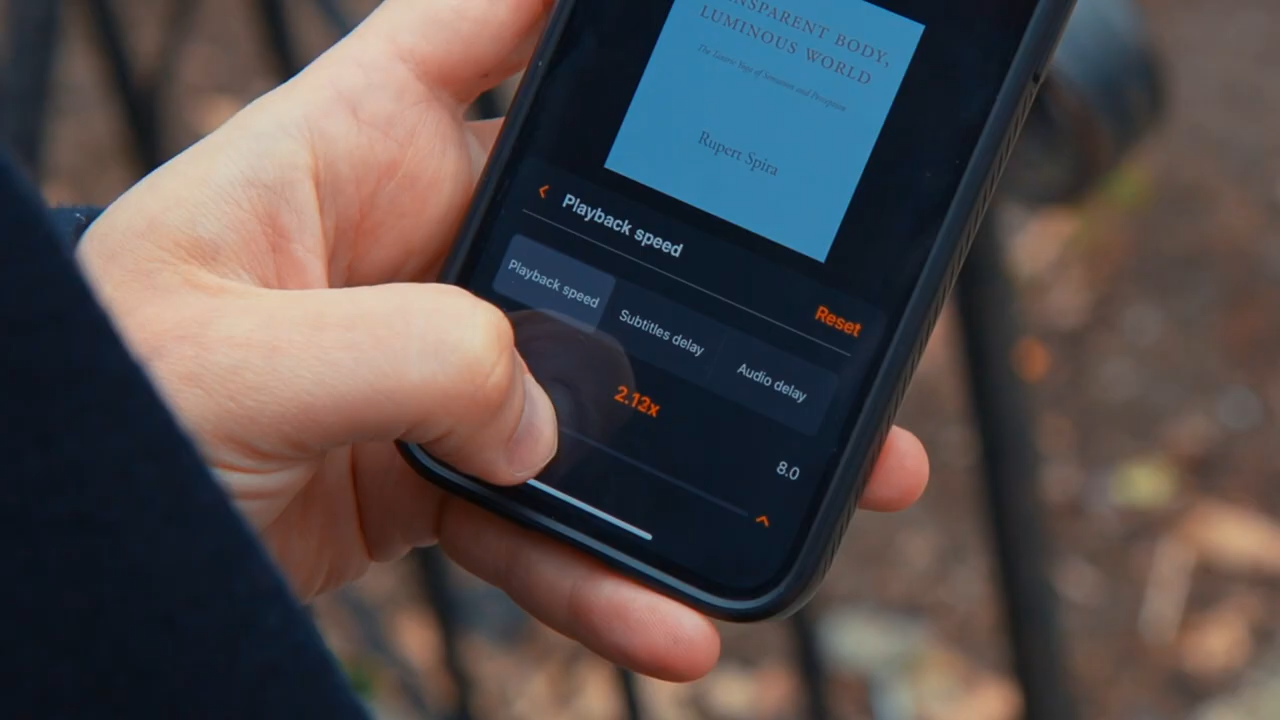 NSPARENT BODY,
LUMINOUS WORLD
The Tantric Yoga of Sensation and Perception
Rupert Spira
Playback speed
Reset
Playback speed
Subtitles delay
Audio delay
2.12x
8.0